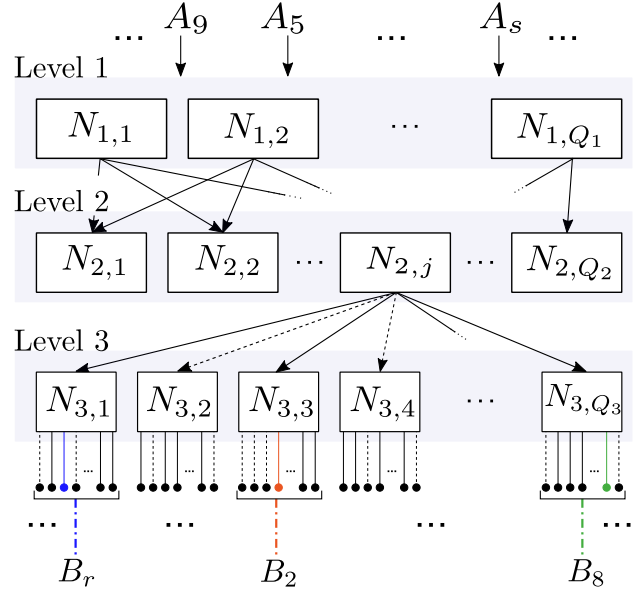 ... A₉ A₅ ... Aₛ ...
Level 1
N₁,₁ N₁,₂ ... N₁,Q₁
Level 2
N₂,₁ N₂,₂ ... N₂,ⱼ ... N₂,Q₂
Level 3
N₃,₁ N₃,₂ N₃,₃ N₃,₄ ... N₃,Q₃
... ... ... ... ...
... ... ... ...
Bᵣ B₂ B₈